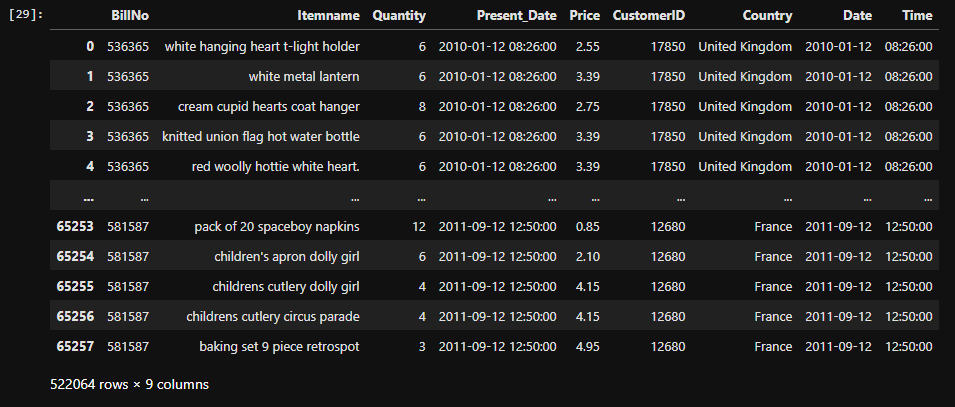 [29]: BillNo Itemname Quantity Present_Date Price CustomerID Country Date Time
0 536365 white hanging heart t-light holder 6 2010-01-12 08:26:00 2.55 17850 United Kingdom 2010-01-12 08:26:00
1 536365 white metal lantern 6 2010-01-12 08:26:00 3.39 17850 United Kingdom 2010-01-12 08:26:00
2 536365 cream cupid hearts coat hanger 8 2010-01-12 08:26:00 2.75 17850 United Kingdom 2010-01-12 08:26:00
3 536365 knitted union flag hot water bottle 6 2010-01-12 08:26:00 3.39 17850 United Kingdom 2010-01-12 08:26:00
4 536365 red woolly hottie white heart. 6 2010-01-12 08:26:00 3.39 17850 United Kingdom 2010-01-12 08:26:00
... ... ... ... ... ... ... ... ... ...
65253 581587 pack of 20 spaceboy napkins 12 2011-09-12 12:50:00 0.85 12680 France 2011-09-12 12:50:00
65254 581587 children's apron dolly girl 6 2011-09-12 12:50:00 2.10 12680 France 2011-09-12 12:50:00
65255 581587 childrens cutlery dolly girl 4 2011-09-12 12:50:00 4.15 12680 France 2011-09-12 12:50:00
65256 581587 childrens cutlery circus parade 4 2011-09-12 12:50:00 4.15 12680 France 2011-09-12 12:50:00
65257 581587 baking set 9 piece retrospot 3 2011-09-12 12:50:00 4.95 12680 France 2011-09-12 12:50:00
522064 rows × 9 columns